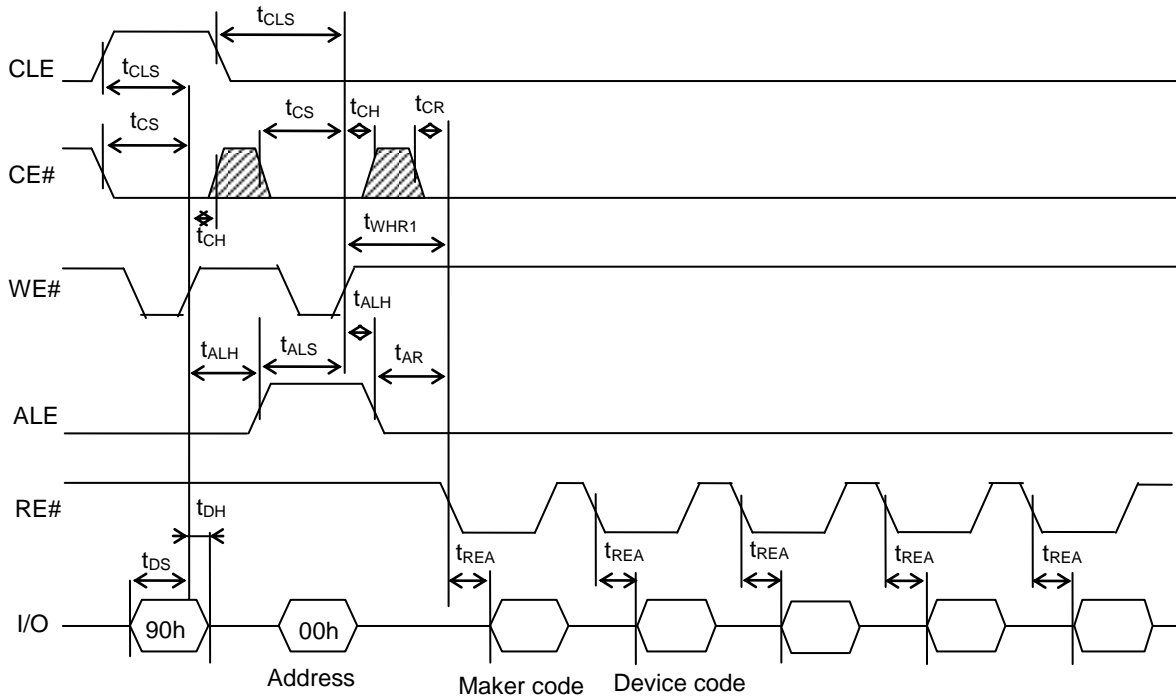 tCLS
CLE
tCLS
tCS
tCH
tCR
tCS
CE#
tCH
tWHR1
WE#
tALH
tALH
tALS
tAR
ALE
RE#
tDH
tDS
tREA
tREA
tREA
tREA
tREA
I/O
90h
00h
Address
Maker code
Device code